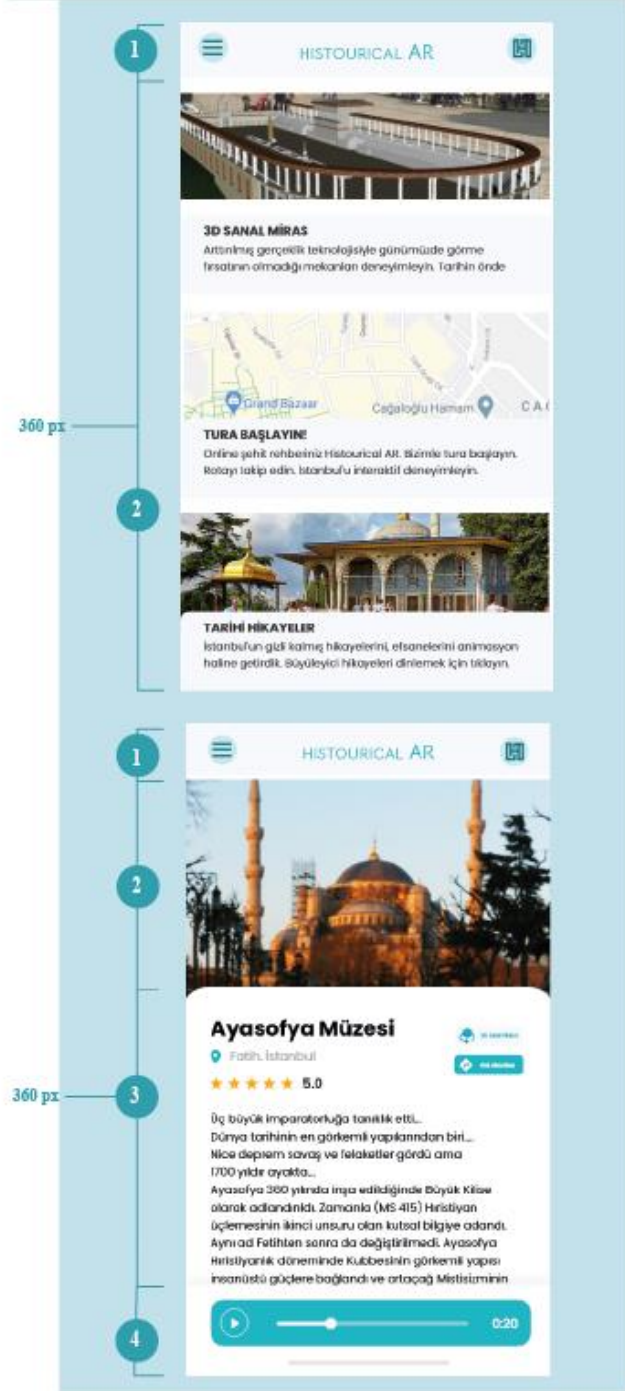 1
HISTOURICAL AR
3D SANAL MİRAS
Arttırılmış gerçeklik teknolojisiyle günümüzde görme
fırsatının olmadığı mekanları deneyimleyin. Tarihin önde
Grand Bazaar
Cağaloğlu Hamam
CA
360 px
TURA BAŞLAYIN!
Online şehit rehberiniz Histourical AR. Bizimle tura başlayın.
Rotayı takip edin. İstanbul'u interaktif deneyimleyin.
2
TARİHİ HİKAYELER
İstanbul'un gizli kalmış hikayelerini, efsanelerini animasyon
haline getirdik. Büyüleyici hikayeleri dinlemek için tıklayın.
1
HISTOURICAL AR
2
Ayasofya Müzesi
Fatih, İstanbul
5.0
360 px
3
Üç büyük imparatorluğa tanıklık etti...
Dünya tarihinin en görkemli yapılarından biri...
Nice deprem savaş ve felaketler gördü ama
1700 yıldır ayakta...
Ayasofya 360 yılında inşa edildiğinde Büyük Kilise
olarak adlandırıldı. Zamanla (MS 415) Hıristiyan
üçlemesinin ikinci unsuru olan kutsal bilgiye adandı.
Aynı ad Fetihten sonra da değiştirilmedi. Ayasofya
Hıristiyanlık döneminde Kubbesinin görkemli yapısı
insanüstü güçlere bağlandı ve ortaçağ Mistisizminin
4
0:20